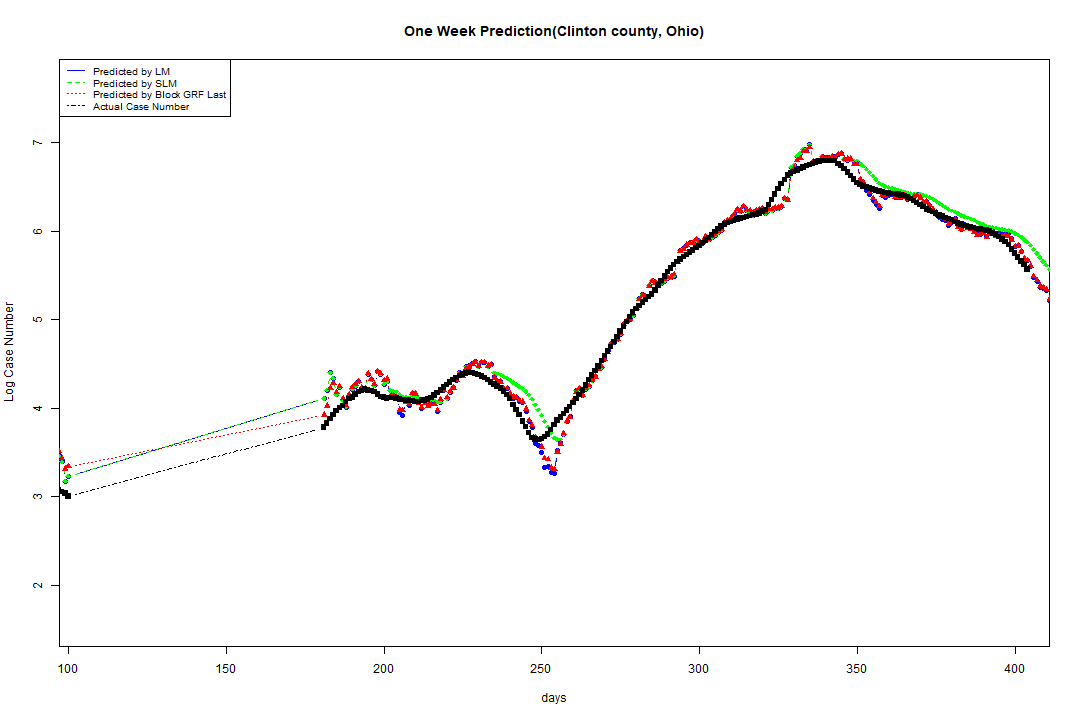 One Week Prediction(Clinton county, Ohio)
Predicted by LM
Predicted by SLM
Predicted by Block GRF Last
Actual Case Number
Log Case Number
7
6
5
4
3
2
100 150 200 250 300 350 400
days